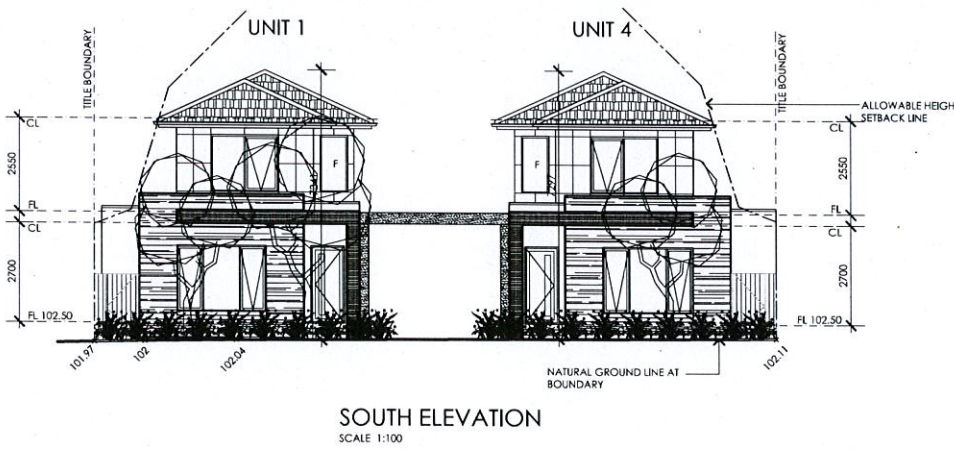 UNIT 1
UNIT 4
TITLE BOUNDARY
TITLE BOUNDARY
ALLOWABLE HEIGH
SETBACK LINE
CL
CL
2550
2550
F
F
FL
FL
CL
CL
2700
2700
FL 102.50
FL 102.50
101.97
102
102.04
102.11
NATURAL GROUND LINE AT
BOUNDARY
SOUTH ELEVATION
SCALE 1:100